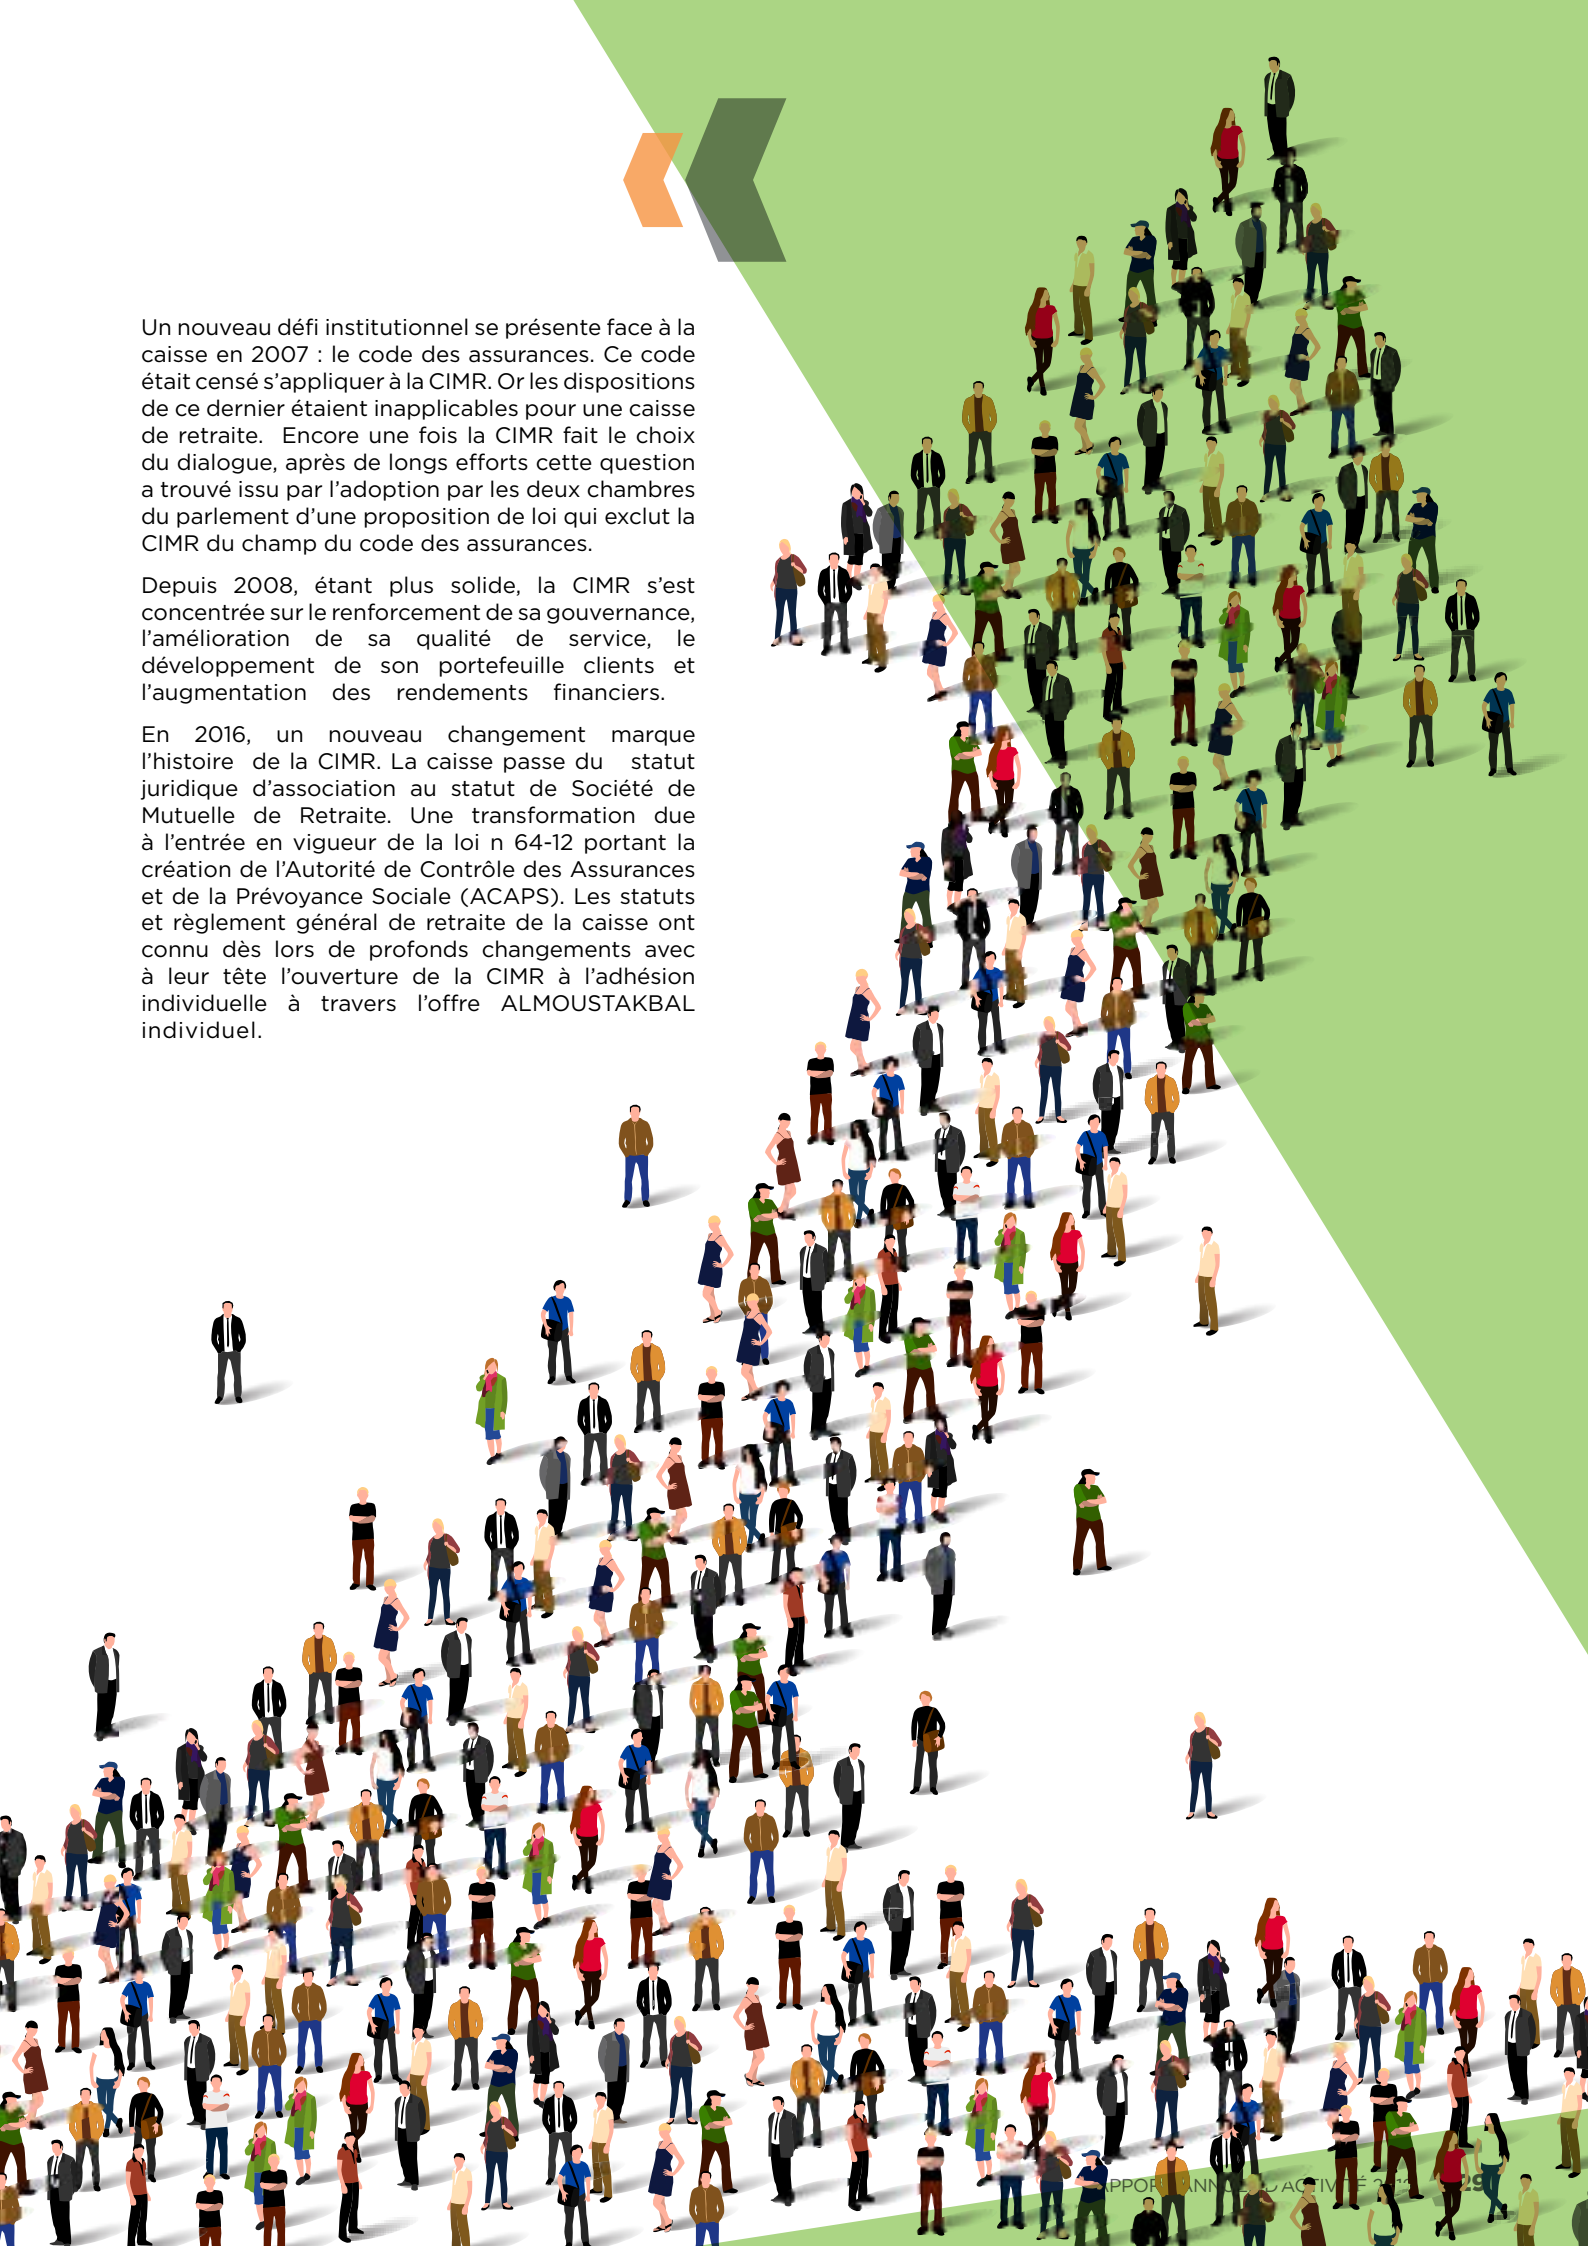 Un nouveau défi institutionnel se présente face à la
caisse en 2007 : le code des assurances. Ce code
était censé s’appliquer à la CIMR. Or les dispositions
de ce dernier étaient inapplicables pour une caisse
de retraite. Encore une fois la CIMR fait le choix
du dialogue, après de longs efforts cette question
a trouvé issu par l’adoption par les deux chambres
du parlement d’une proposition de loi qui exclut la
CIMR du champ du code des assurances.
Depuis 2008, étant plus solide, la CIMR s’est
concentrée sur le renforcement de sa gouvernance,
l’amélioration de sa qualité de service, le
développement de son portefeuille clients et
l’augmentation des rendements financiers.
En 2016, un nouveau changement marque
l’histoire de la CIMR. La caisse passe du statut
juridique d’association au statut de Société de
Mutuelle de Retraite. Une transformation due
à l’entrée en vigueur de la loi n 64-12 portant la
création de l’Autorité de Contrôle des Assurances
et de la Prévoyance Sociale (ACAPS). Les statuts
et règlement général de retraite de la caisse ont
connu dès lors de profonds changements avec
à leur tête l’ouverture de la CIMR à l’adhésion
individuelle à travers l’offre ALMOUSTAKBAL
individuel.
D'ACTIVITÉ 29